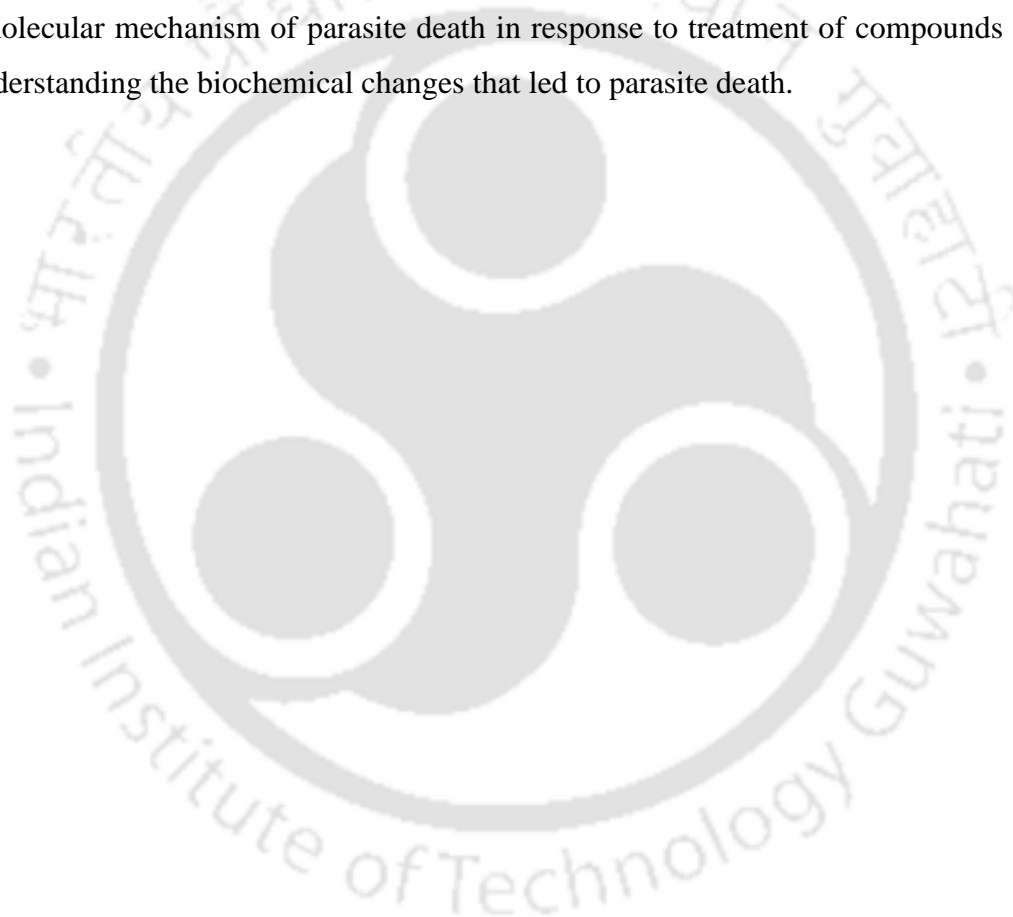 olecular mechanism of parasite death in response to treatment of compounds
derstanding the biochemical changes that led to parasite death.
भारतीय
गुवाहाटी
• Indian Institute of Technology Guwahati •